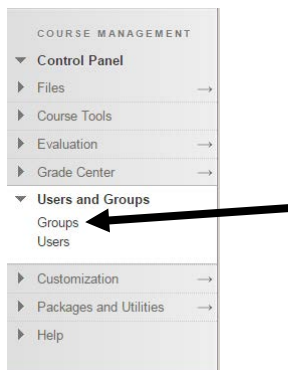 COURSE MANAGEMENT
Control Panel
Files
Course Tools
Evaluation
Grade Center
Users and Groups
Groups
Users
Customization
Packages and Utilities
Help